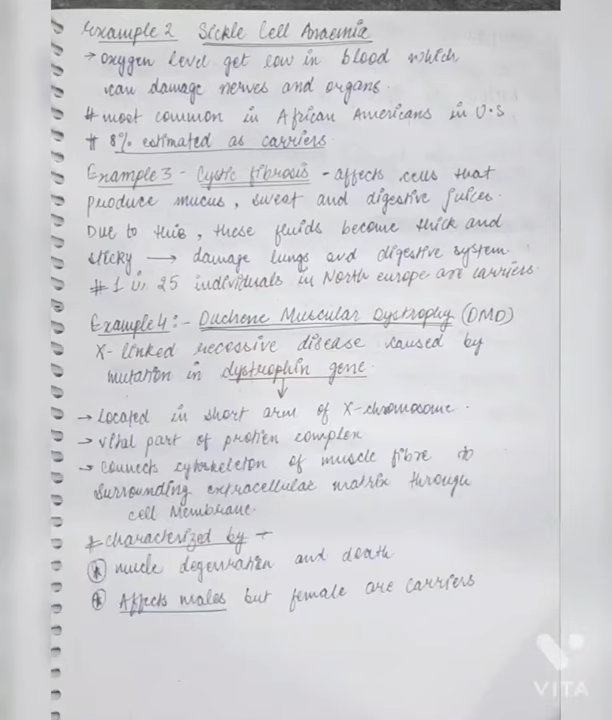 Example 2 Sickle Cell Anaemia
→ oxygen level get low in blood which
can damage nerves and organs.
# most common in African Americans in U.S
# 8% estimated as carriers.
Example 3 - Cystic fibrosis - affects cells that
produce mucus, sweat and digestive juices.
Due to this, these fluids become thick and
sticky → damage lungs and digestive system.
# 1 in 25 individuals in North europe are carriers.
Example 4 :- Duchene Muscular Dystrophy (DMD)
X-linked recessive disease caused by
mutation in dystrophin gene.
→ Located in short arm of X-chromosome.
→ vital part of protien complex
→ connects cytoskeleton of muscle fibre to
surrounding extracellular matrix through
cell Membrane.
* characterized by
* muscle degenration and death
* Affects males but female are carriers
VITA